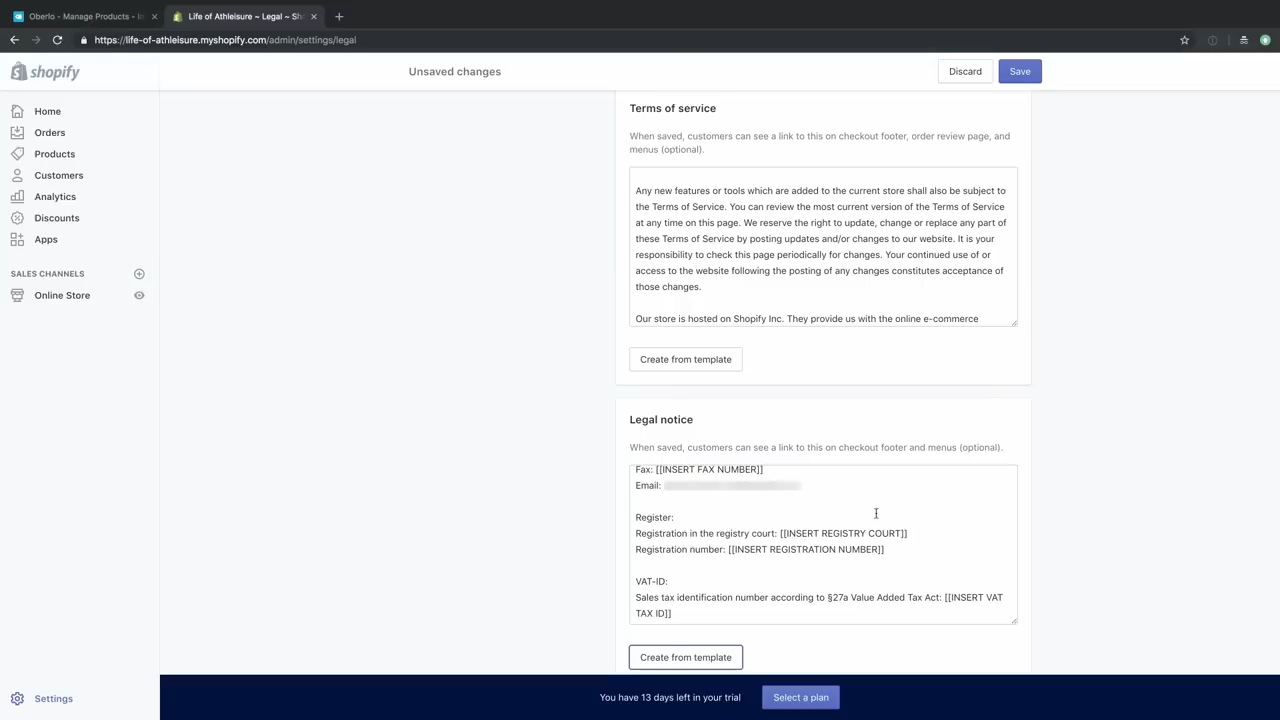 Oberlo - Manage Products - I
Life of Athleisure ~ Legal ~ Sh
https://life-of-athleisure.myshopify.com/admin/settings/legal
shopify
Unsaved changes
Discard
Save
Home
Orders
Products
Customers
Analytics
Discounts
Apps
SALES CHANNELS
Online Store
Settings
Terms of service
When saved, customers can see a link to this on checkout footer, order review page, and
menus (optional).
Any new features or tools which are added to the current store shall also be subject to
the Terms of Service. You can review the most current version of the Terms of Service
at any time on this page. We reserve the right to update, change or replace any part of
these Terms of Service by posting updates and/or changes to our website. It is your
responsibility to check this page periodically for changes. Your continued use of or
access to the website following the posting of any changes constitutes acceptance of
those changes.
Our store is hosted on Shopify Inc. They provide us with the online e-commerce
Create from template
Legal notice
When saved, customers can see a link to this on checkout footer and menus (optional).
Fax: [[INSERT FAX NUMBER]]
Email:
Register:
Registration in the registry court: [[INSERT REGISTRY COURT]]
Registration number: [[INSERT REGISTRATION NUMBER]]
VAT-ID:
Sales tax identification number according to §27a Value Added Tax Act: [[INSERT VAT
TAX ID]]
Create from template
You have 13 days left in your trial
Select a plan